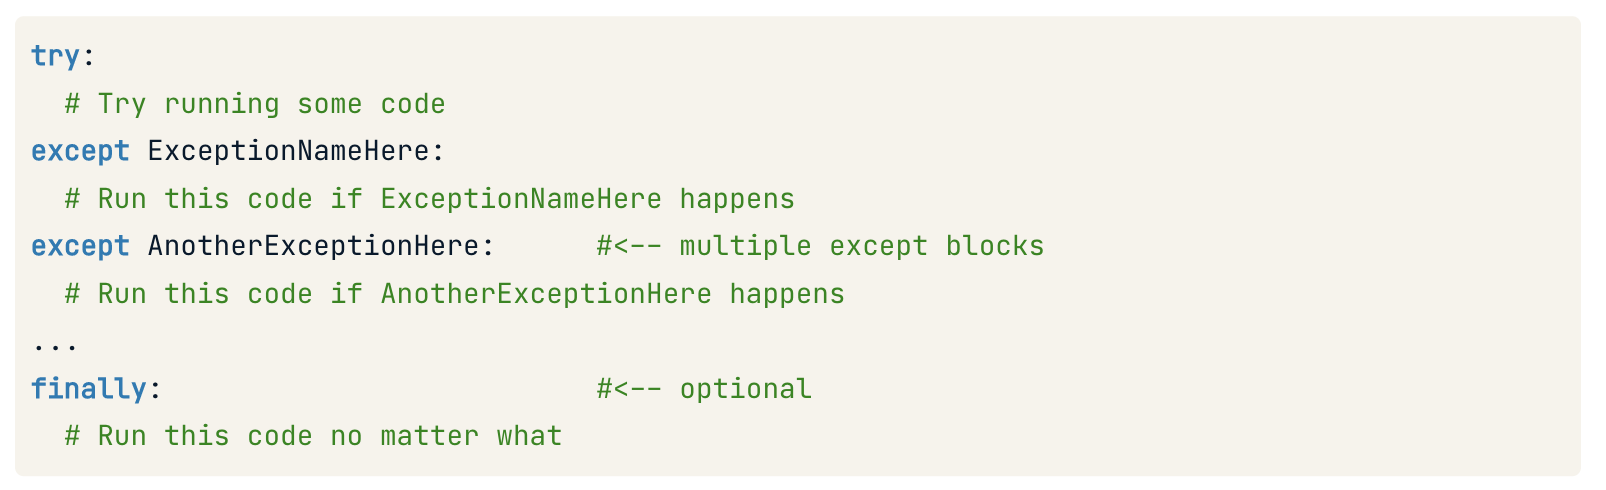 try:
  # Try running some code
except ExceptionNameHere:
  # Run this code if ExceptionNameHere happens
except AnotherExceptionHere:      #<-- multiple except blocks
  # Run this code if AnotherExceptionHere happens
...
finally:                          #<-- optional
  # Run this code no matter what